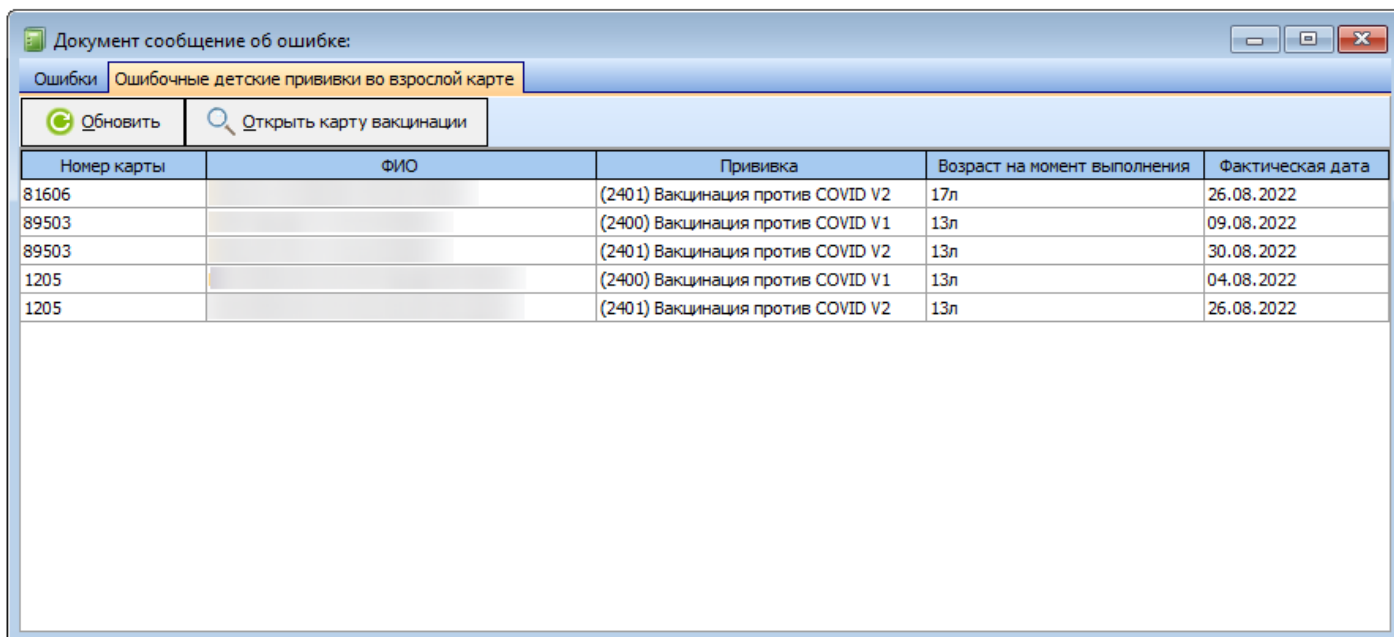 Документ сообщение об ошибке:
Ошибки Ошибочные детские прививки во взрослой карте
Обновить Открыть карту вакцинации
Номер карты ФИО Прививка Возраст на момент выполнения Фактическая дата
81606 (2401) Вакцинация против COVID V2 17л 26.08.2022
89503 (2400) Вакцинация против COVID V1 13л 09.08.2022
89503 (2401) Вакцинация против COVID V2 13л 30.08.2022
1205 (2400) Вакцинация против COVID V1 13л 04.08.2022
1205 (2401) Вакцинация против COVID V2 13л 26.08.2022